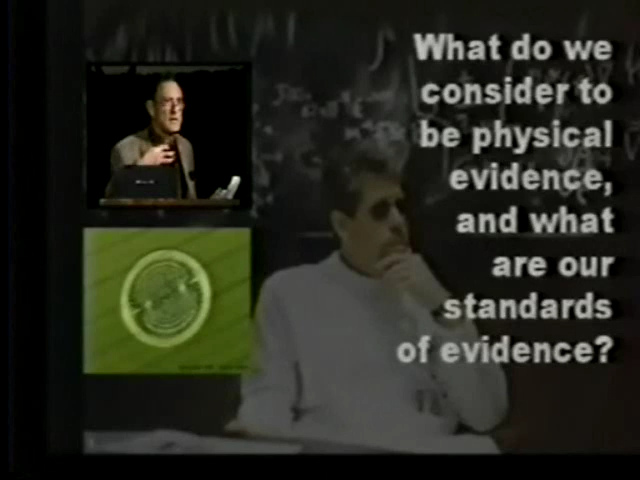 What do we
consider to
be physical
evidence,
and what
are our
standards
of evidence?